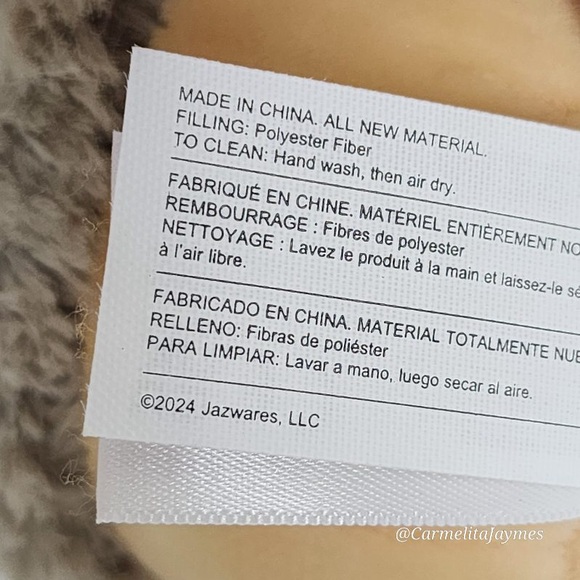 MADE IN CHINA. ALL NEW MATERIAL.
FILLING: Polyester Fiber
TO CLEAN: Hand wash, then air dry.
FABRIQUÉ EN CHINE. MATÉRIEL ENTIÈREMENT NO
REMBOURRAGE : Fibres de polyester
NETTOYAGE : Lavez le produit à la main et laissez-le sé
à l'air libre.
FABRICADO EN CHINA. MATERIAL TOTALMENTE NUE
RELLENO: Fibras de poliéster
PARA LIMPIAR: Lavar a mano, luego secar al aire.
©2024 Jazwares, LLC
@CarmelitaJaymes